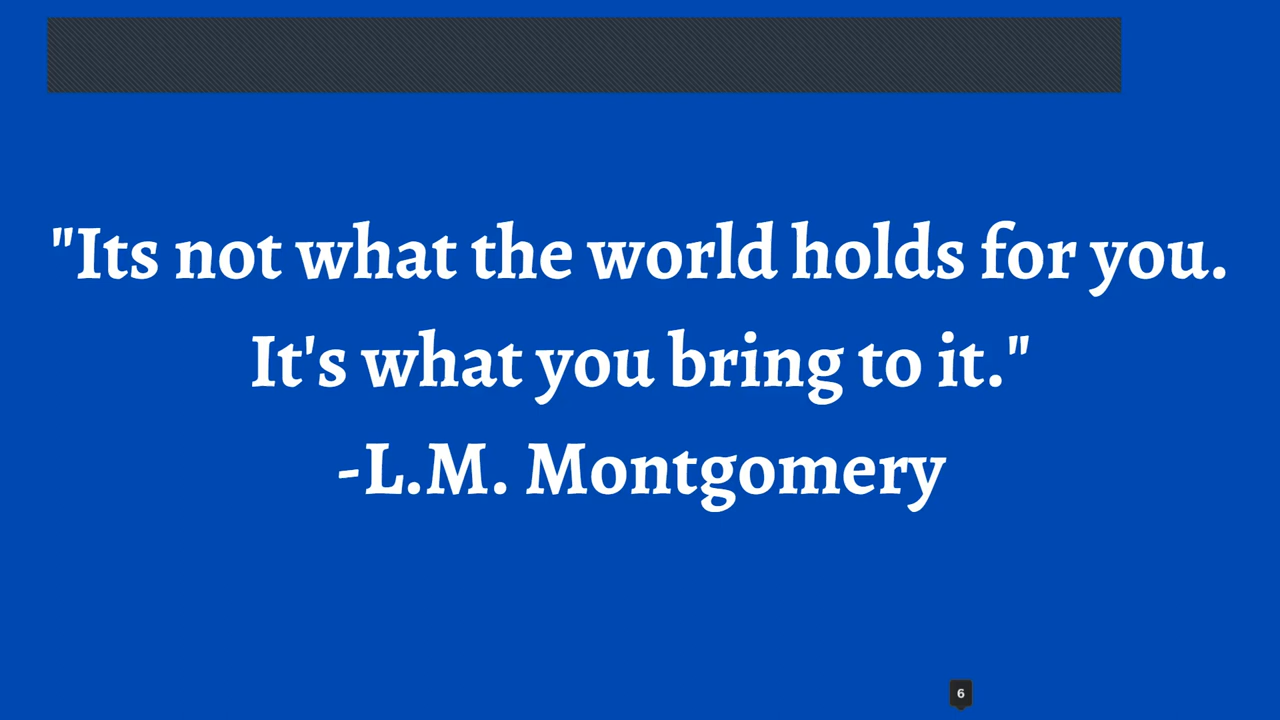 "Its not what the world holds for you.
It's what you bring to it."
-L.M. Montgomery
6